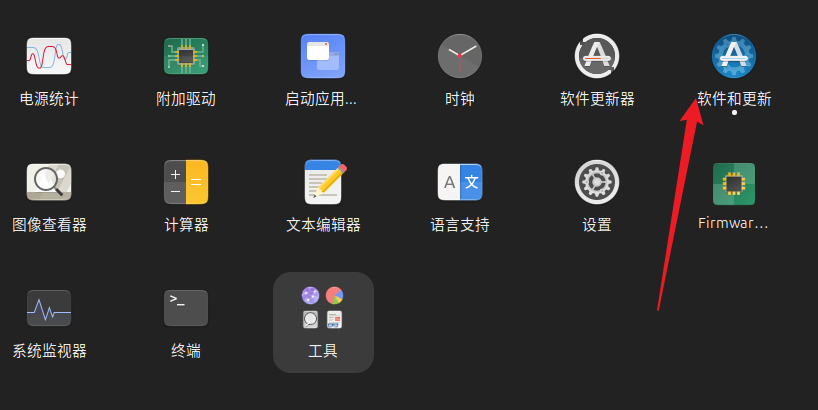 电源统计
附加驱动
启动应用...
时钟
软件更新器
软件和更新
图像查看器
计算器
文本编辑器
A 文
语言支持
设置
Firmwar...
>_
系统监视器
终端
工具